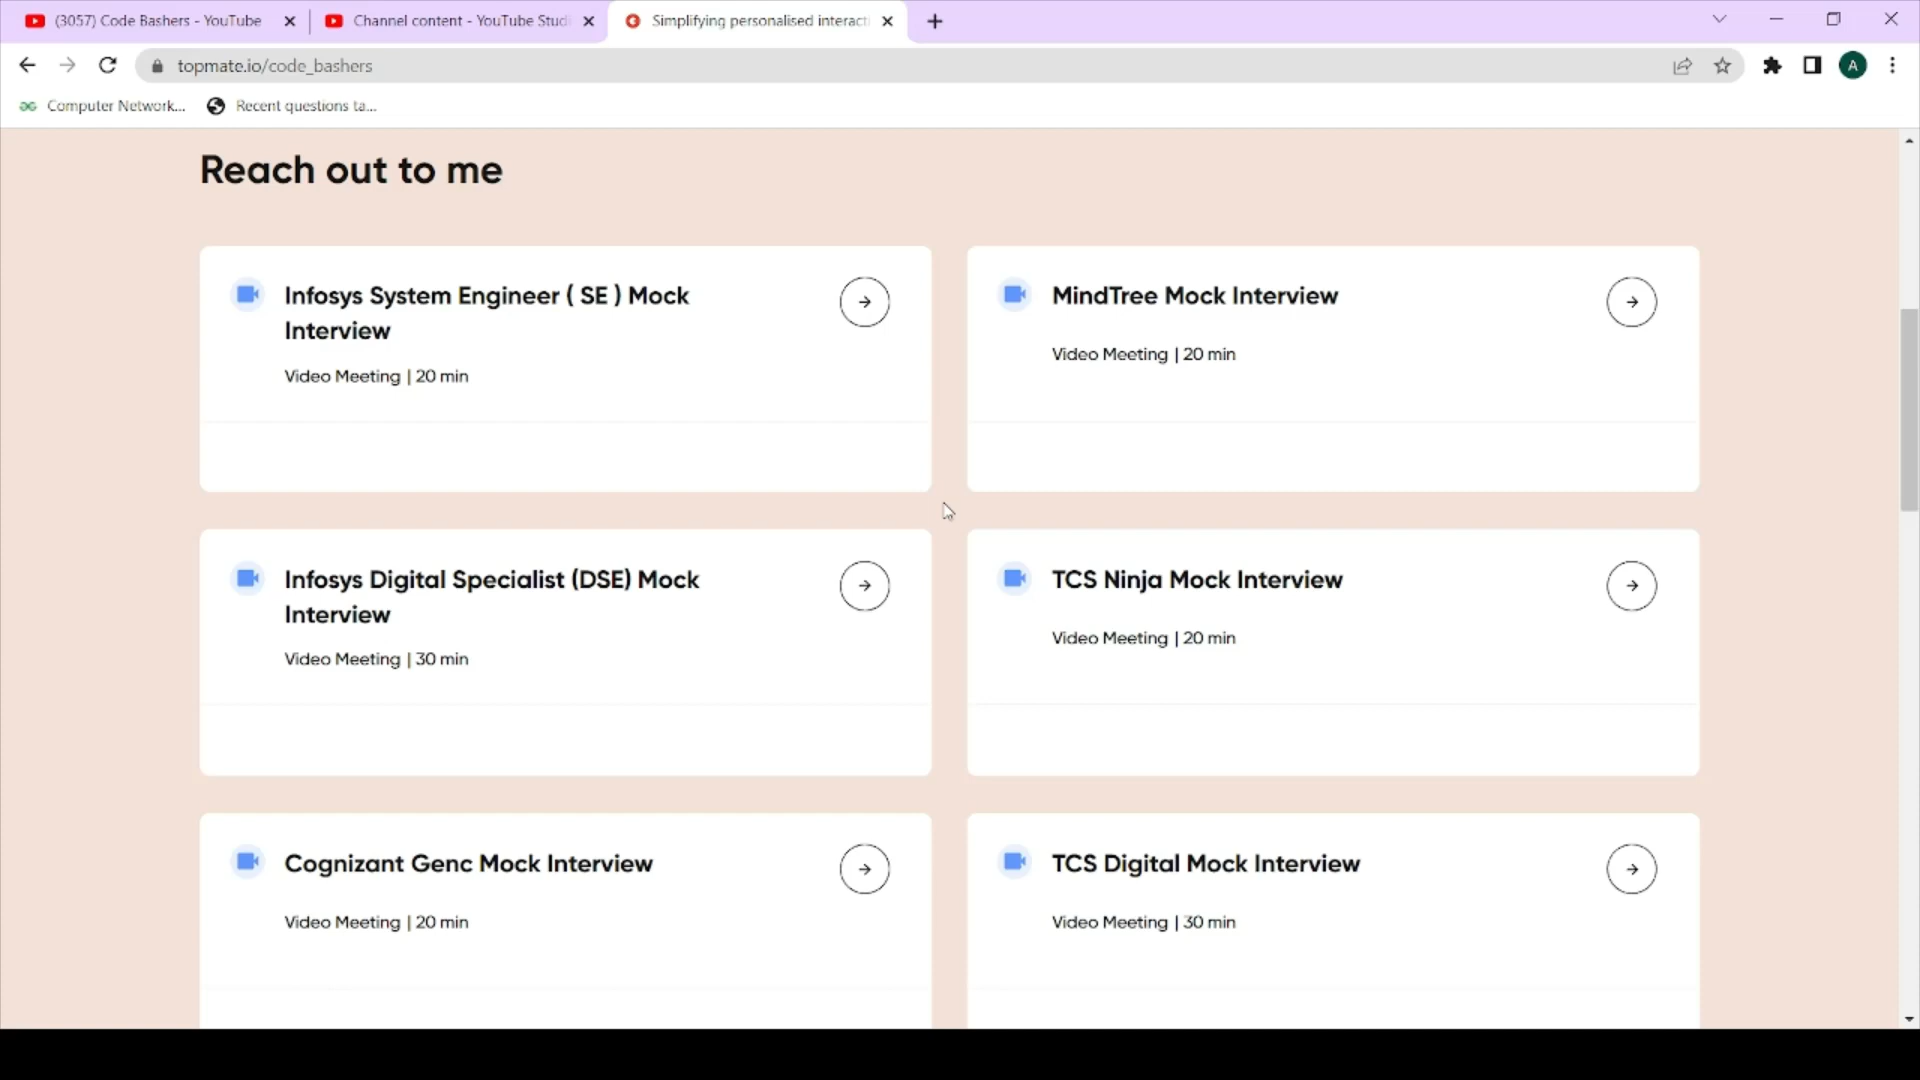 (3057) Code Bashers - YouTube
Channel content - YouTube Studi
Simplifying personalised interacti
topmate.io/code_bashers
A
Computer Network...
Recent questions ta...
Reach out to me
Infosys System Engineer ( SE ) Mock
Interview
Video Meeting | 20 min
MindTree Mock Interview
Video Meeting | 20 min
Infosys Digital Specialist (DSE) Mock
Interview
Video Meeting | 30 min
TCS Ninja Mock Interview
Video Meeting | 20 min
Cognizant Genc Mock Interview
Video Meeting | 20 min
TCS Digital Mock Interview
Video Meeting | 30 min